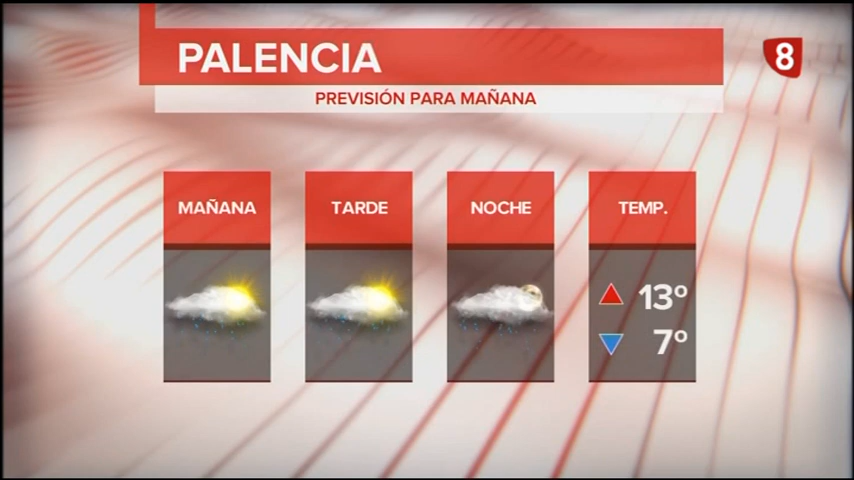 PALENCIA
8
PREVISIÓN PARA MAÑANA
MAÑANA
TARDE
NOCHE
TEMP.
13º
7º